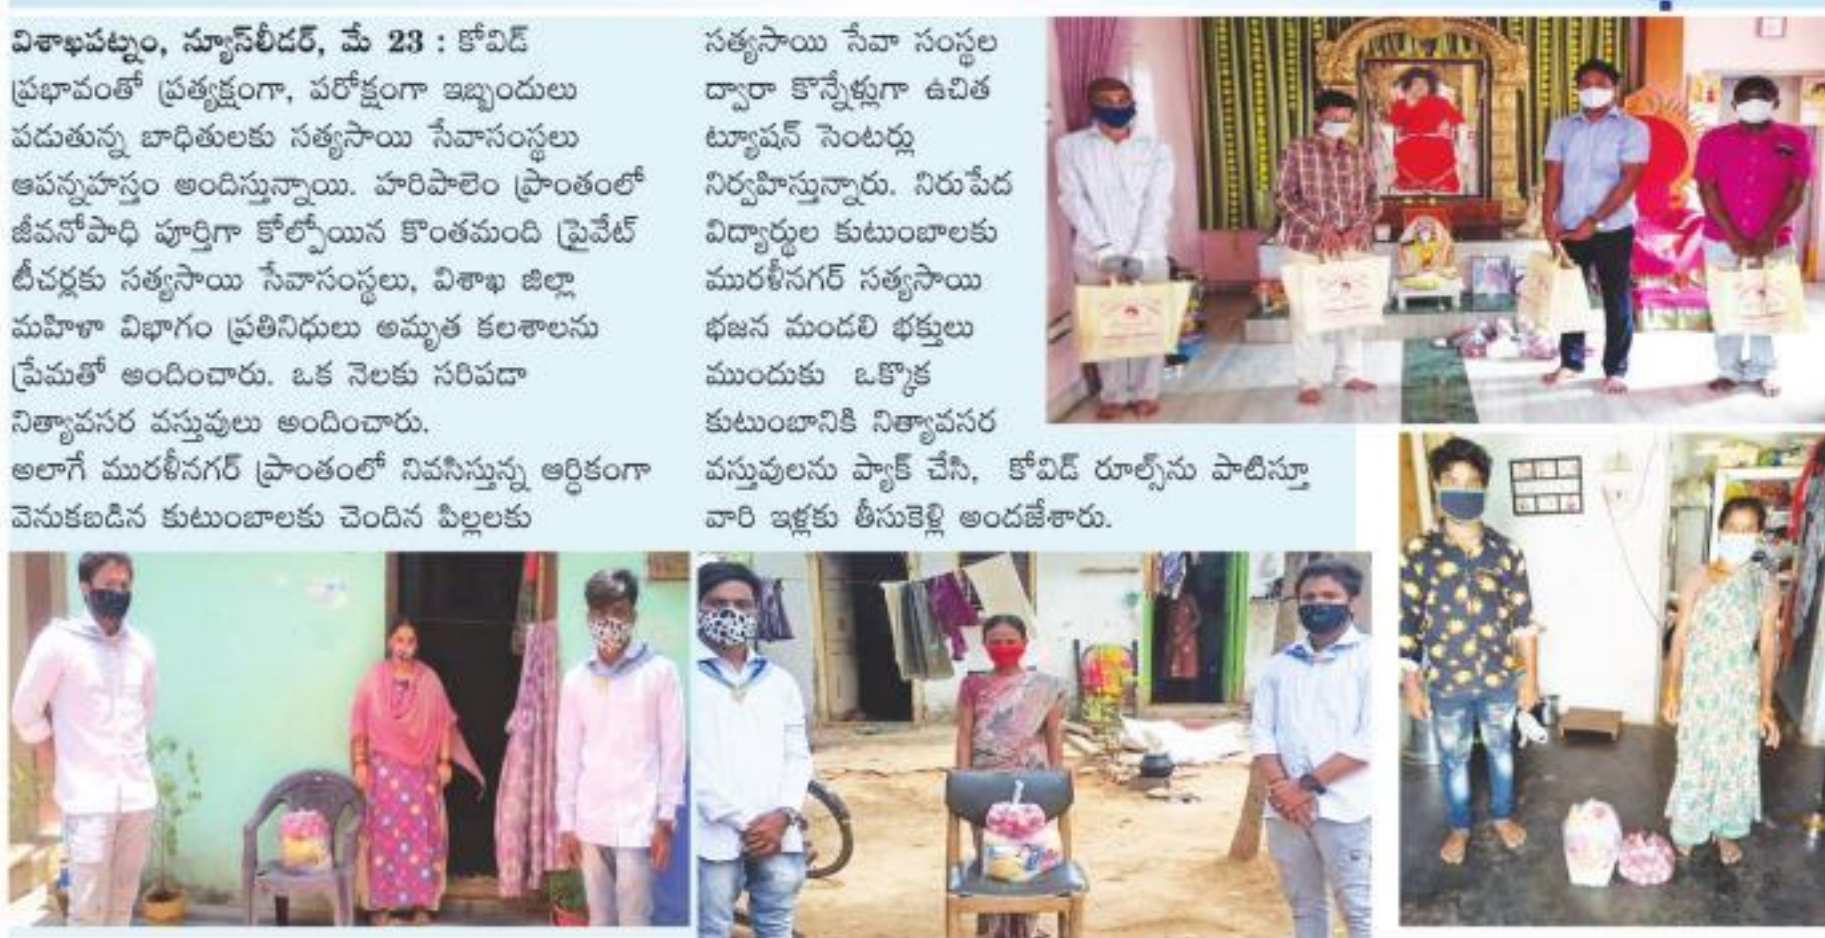 విశాఖపట్నం, న్యూస్‌లీడర్, మే 23 : కోవిడ్
ప్రభావంతో ప్రత్యక్షంగా, పరోక్షంగా ఇబ్బందులు
పడుతున్న బాధితులకు సత్యసాయి సేవాసంస్థలు
ఆపన్నహస్తం అందిస్తున్నాయి. హరిపాలెం ప్రాంతంలో
జీవనోపాధి పూర్తిగా కోల్పోయిన కొంతమంది ప్రైవేట్
టీచర్లకు సత్యసాయి సేవాసంస్థలు, విశాఖ జిల్లా
మహిళా విభాగం ప్రతినిధులు అమృత కలశాలను
ప్రేమతో అందించారు. ఒక నెలకు సరిపడా
నిత్యావసర వస్తువులు అందించారు.
అలాగే మురళీనగర్ ప్రాంతంలో నివసిస్తున్న ఆర్థికంగా
వెనుకబడిన కుటుంబాలకు చెందిన పిల్లలకు
సత్యసాయి సేవా సంస్థల
ద్వారా కొన్నేళ్లుగా ఉచిత
ట్యూషన్ సెంటర్లు
నిర్వహిస్తున్నారు. నిరుపేద
విద్యార్థుల కుటుంబాలకు
మురళీనగర్ సత్యసాయి
భజన మండలి భక్తులు
ముందుకు ఒక్కొక
కుటుంబానికి నిత్యావసర
వస్తువులను ప్యాక్ చేసి, కోవిడ్ రూల్స్‌ను పాటిస్తూ
వారి ఇళ్లకు తీసుకెళ్లి అందజేశారు.